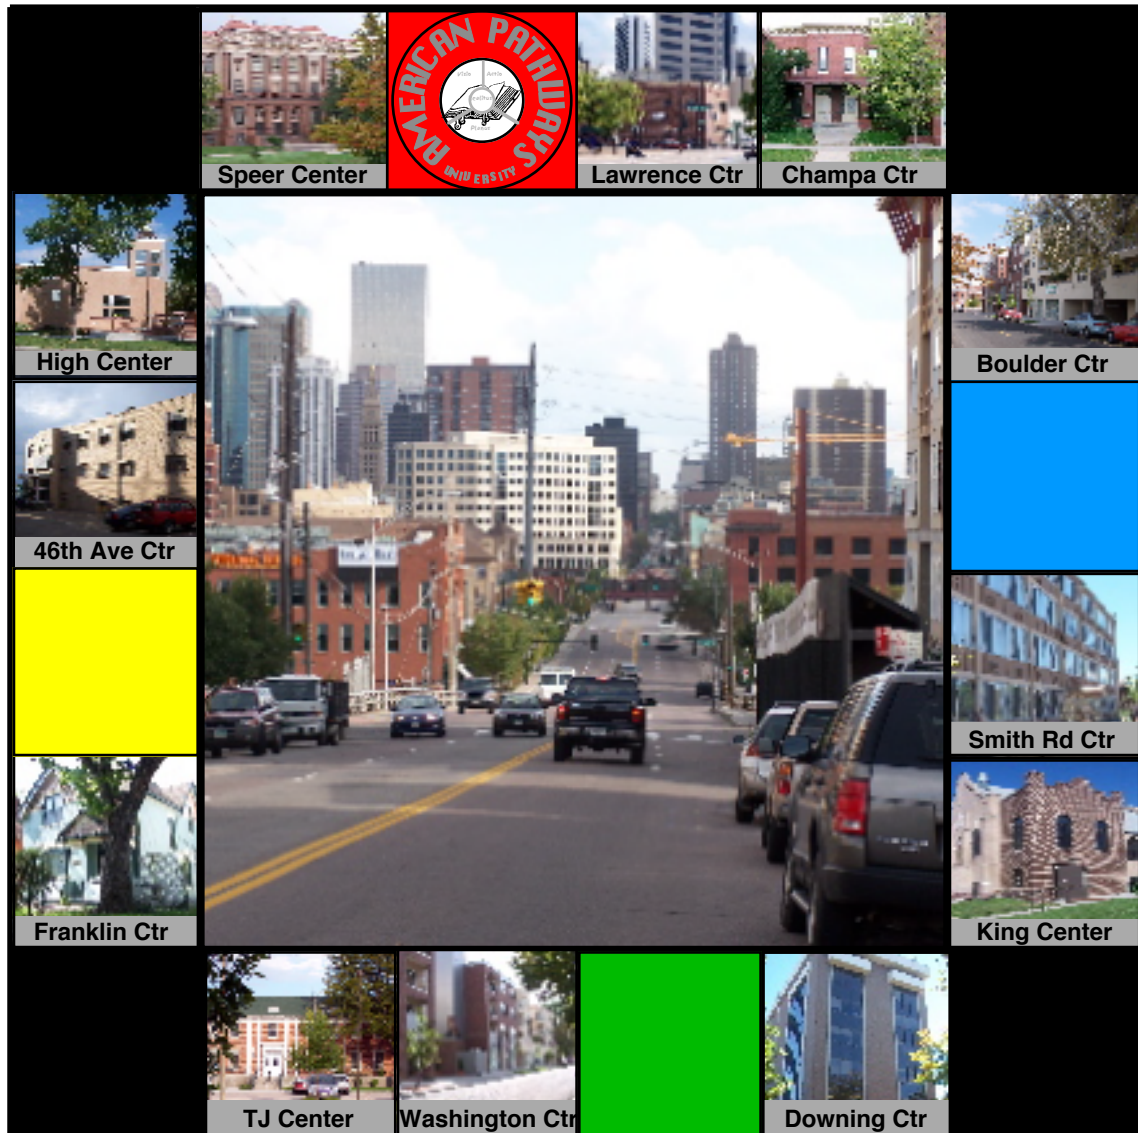 AMERICAN PATHWAYS
UNIVERSITY
Speer Center
Lawrence Ctr
Champa Ctr
High Center
Boulder Ctr
46th Ave Ctr
Smith Rd Ctr
Franklin Ctr
King Center
TJ Center
Washington Ctr
Downing Ctr